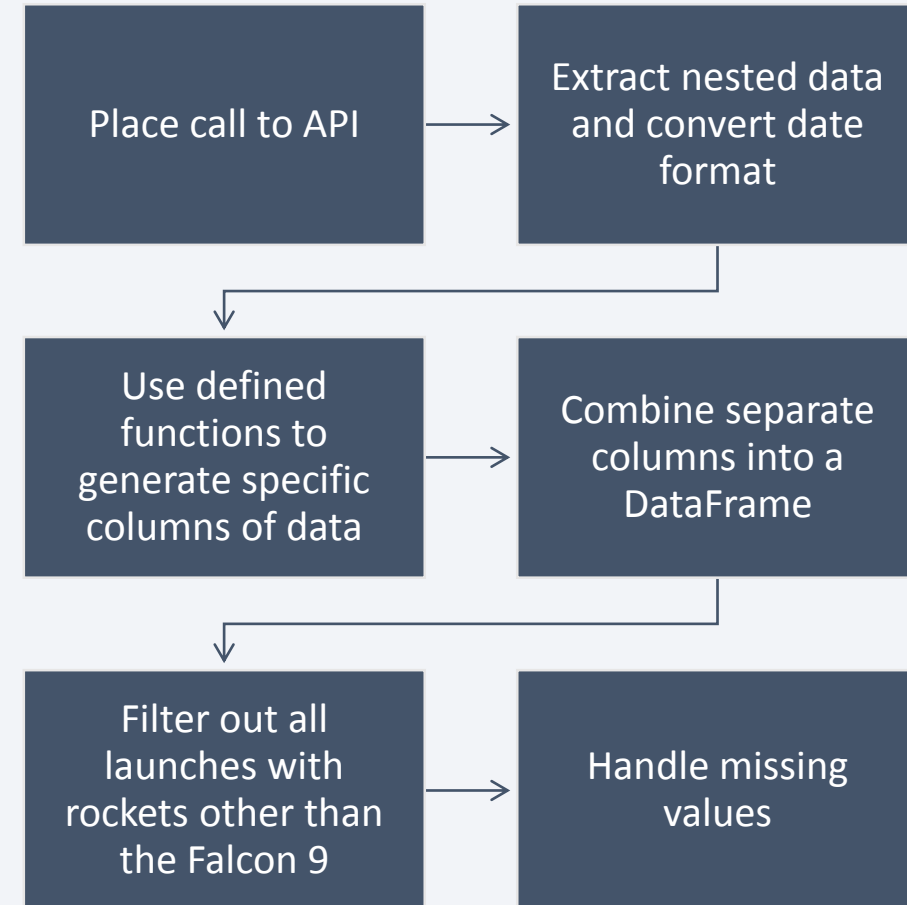 Place call to API
Extract nested data
and convert date
format
Use defined
functions to
generate specific
columns of data
Combine separate
columns into a
DataFrame
Filter out all
launches with
rockets other than
the Falcon 9
Handle missing
values